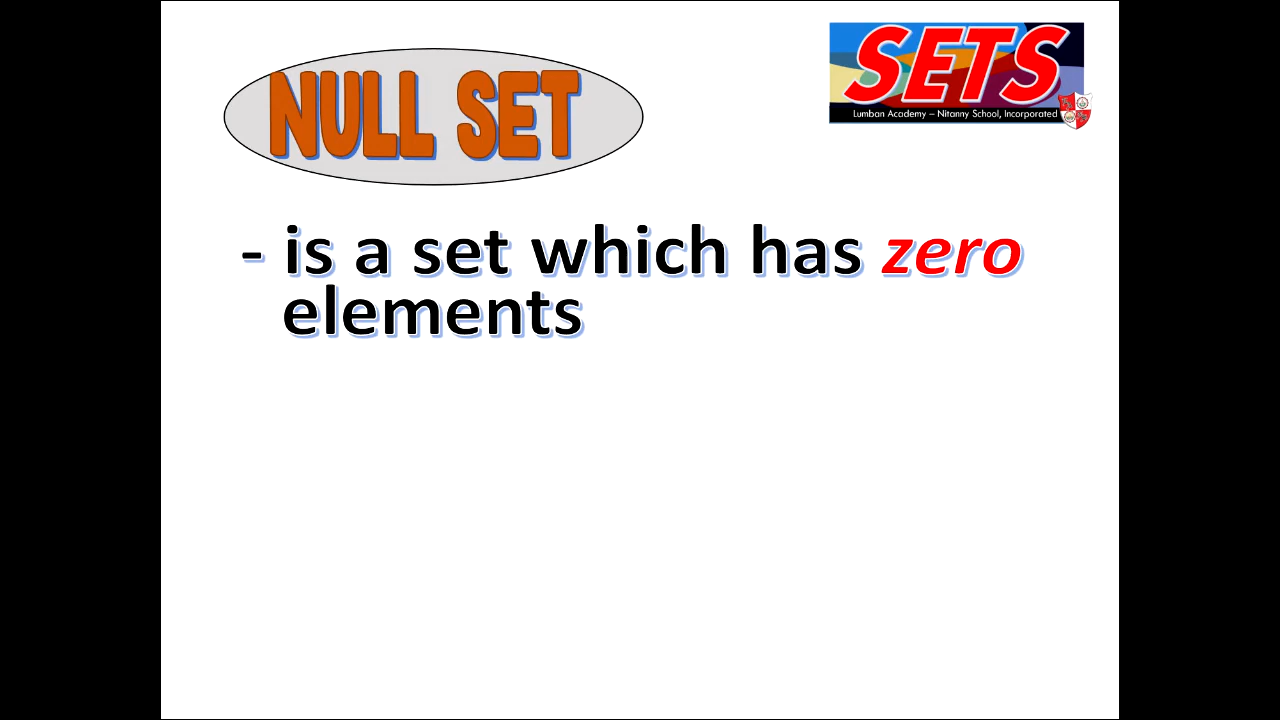 NULL SET
SETS
Lumban Academy – Nitanny School, Incorporated
- is a set which has zero
elements